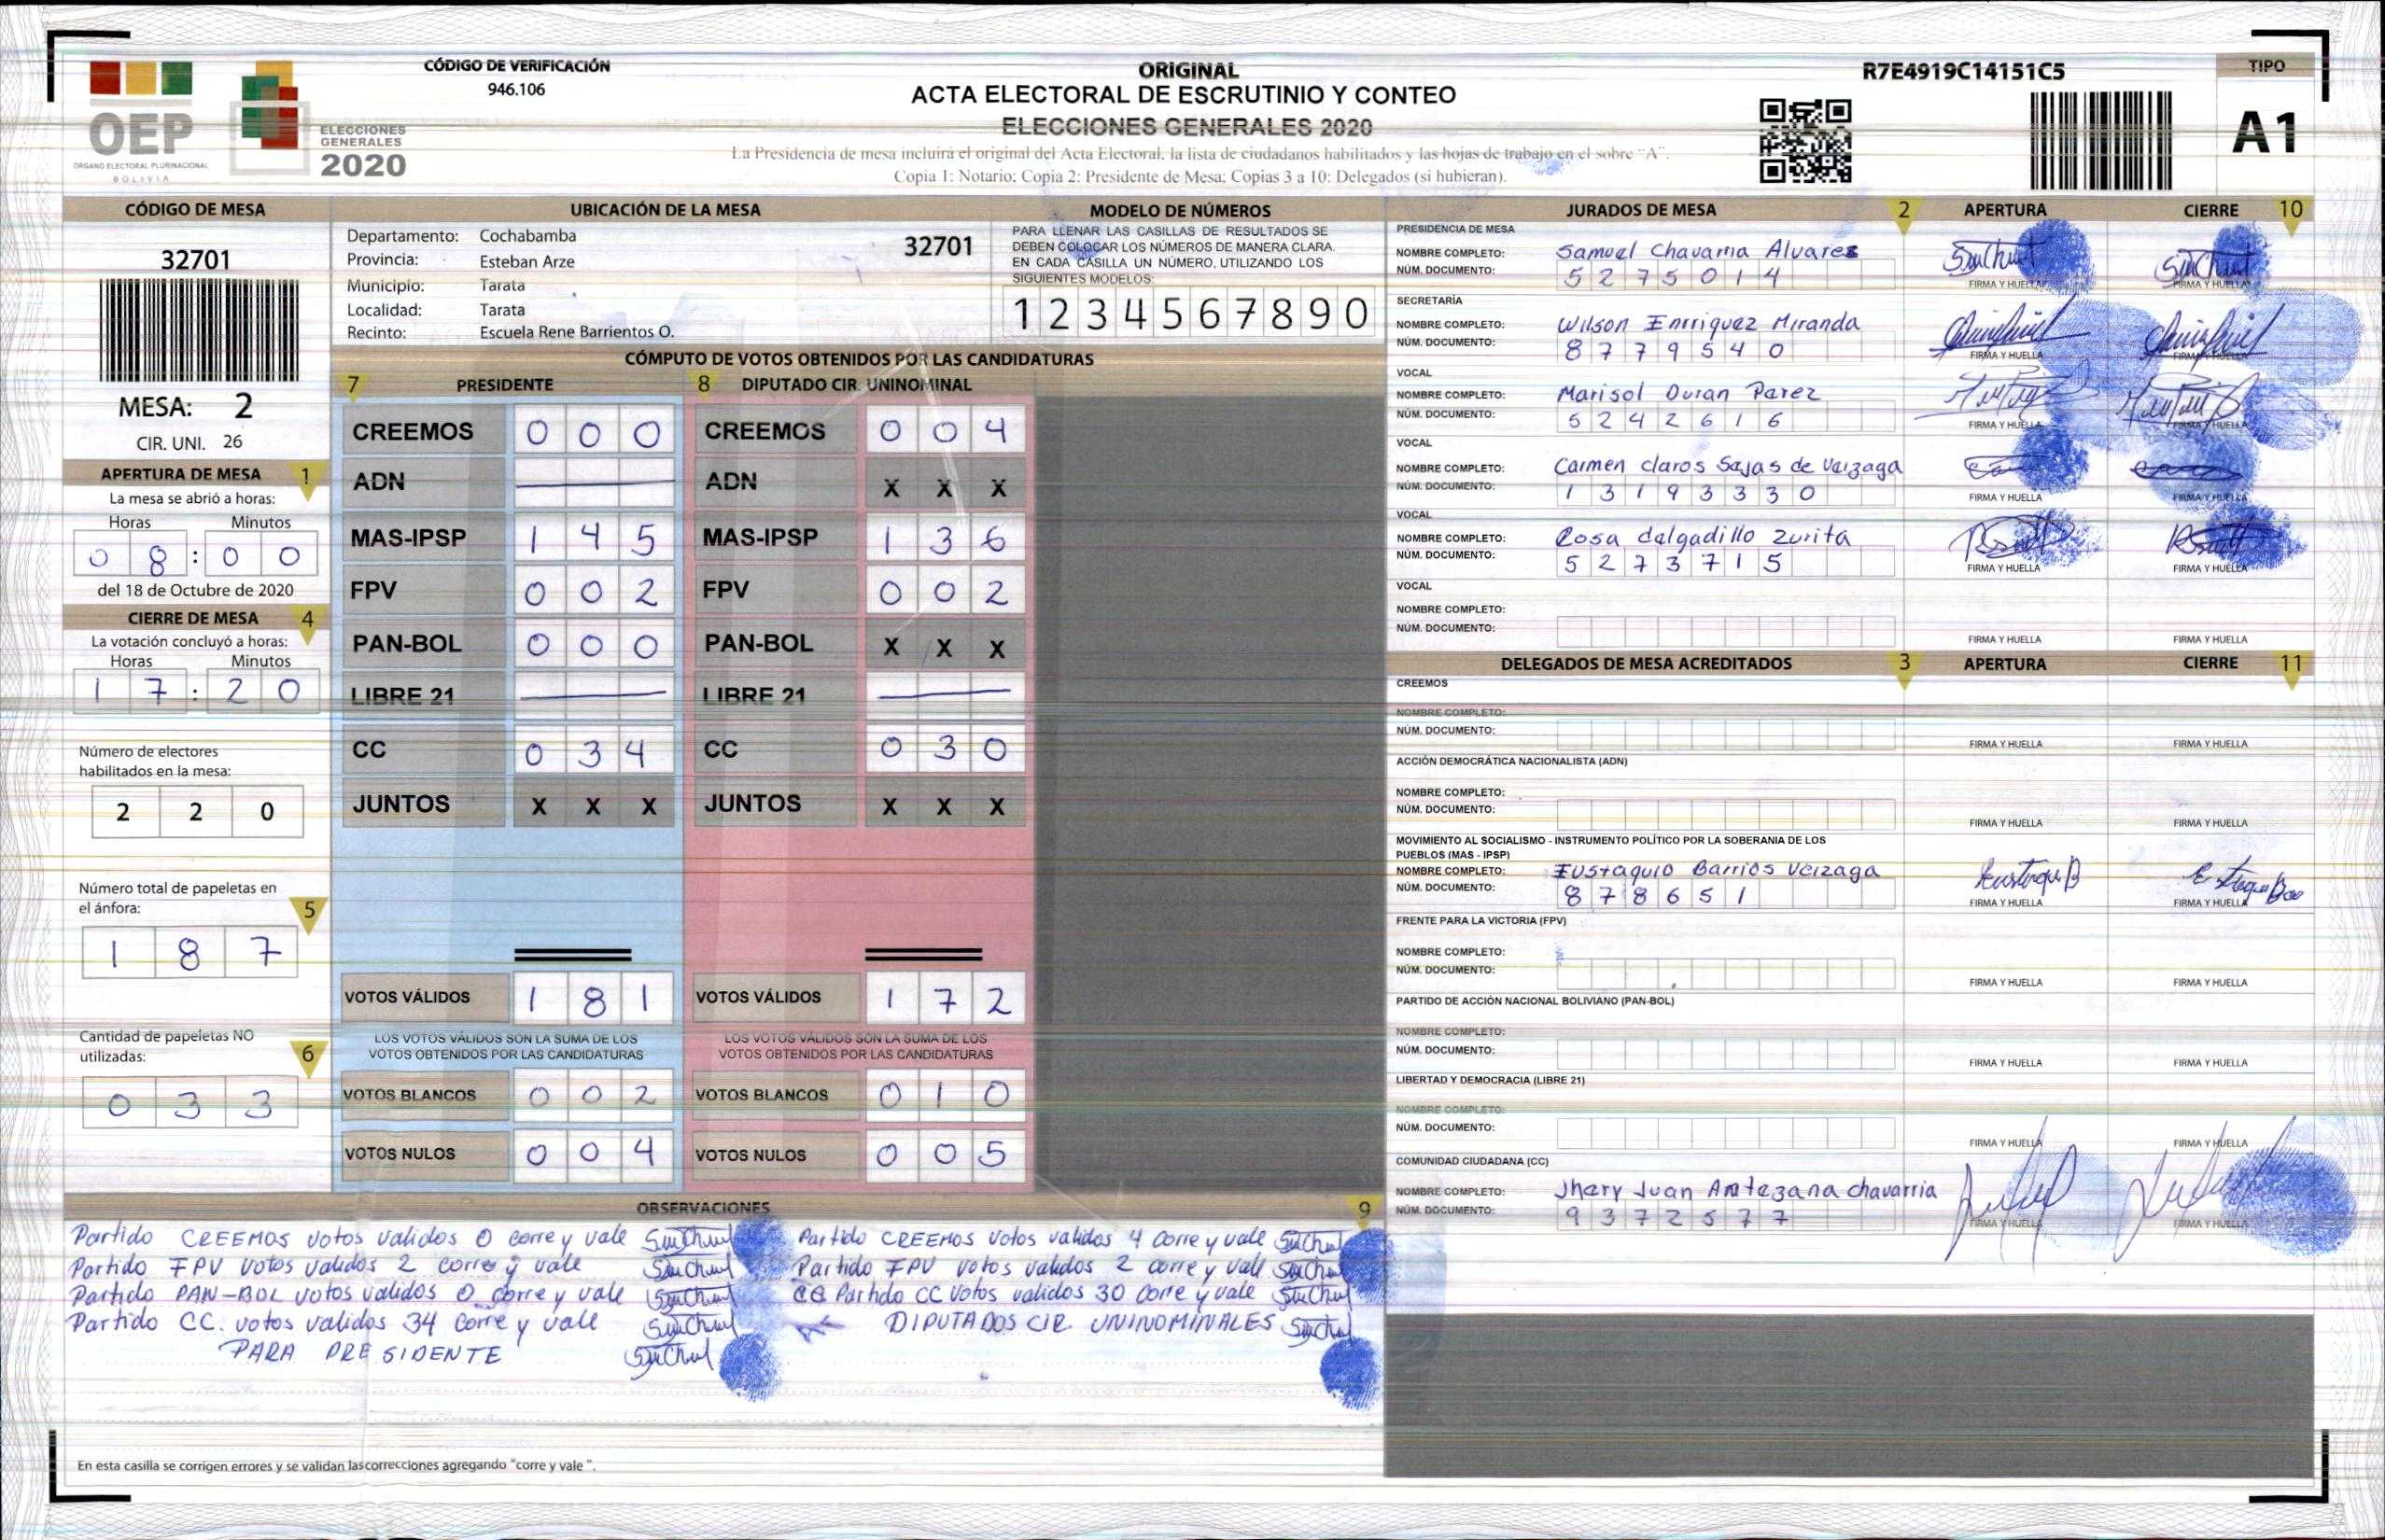 CÓDIGO DE VERIFICACIÓN
946.106
OEP
ÓRGANO ELECTORAL PLURINACIONAL
BOLIVIA
ELECCIONES
GENERALES
2020
ORIGINAL
ACTA ELECTORAL DE ESCRUTINIO Y CONTEO
ELECCIONES GENERALES 2020
La Presidencia de mesa incluirá el original del Acta Electoral, la lista de ciudadanos habilitados y las hojas de trabajo en el sobre "A".
Copia 1: Notario; Copia 2: Presidente de Mesa; Copias 3 a 10: Delegados (si hubieran).
R7E4919C14151C5
TIPO
A1
CÓDIGO DE MESA
32701
MESA: 2
CIR. UNI. 26
APERTURA DE MESA 1
La mesa se abrió a horas:
Horas Minutos
0 8 : 0 0
del 18 de Octubre de 2020
CIERRE DE MESA 4
La votación concluyó a horas:
Horas Minutos
1 7 : 2 0
Número de electores
habilitados en la mesa:
2 2 0
Número total de papeletas en
el ánfora: 5
1 8 7
Cantidad de papeletas NO
utilizadas: 6
0 3 3
UBICACIÓN DE LA MESA
Departamento: Cochabamba 32701
Provincia: Esteban Arze
Municipio: Tarata
Localidad: Tarata
Recinto: Escuela Rene Barrientos O.
MODELO DE NÚMEROS
PARA LLENAR LAS CASILLAS DE RESULTADOS SE
DEBEN COLOCAR LOS NÚMEROS DE MANERA CLARA.
EN CADA CASILLA UN NÚMERO, UTILIZANDO LOS
SIGUIENTES MODELOS:
1 2 3 4 5 6 7 8 9 0
CÓMPUTO DE VOTOS OBTENIDOS POR LAS CANDIDATURAS
7 PRESIDENTE 8 DIPUTADO CIR. UNINOMINAL
CREEMOS 0 0 0 CREEMOS 0 0 4
ADN ADN X X X
MAS-IPSP 1 4 5 MAS-IPSP 1 3 6
FPV 0 0 2 FPV 0 0 2
PAN-BOL 0 0 0 PAN-BOL X X X
LIBRE 21 LIBRE 21
CC 0 3 4 CC 0 3 0
JUNTOS X X X JUNTOS X X X
VOTOS VÁLIDOS 1 8 1 VOTOS VÁLIDOS 1 7 2
LOS VOTOS VÁLIDOS SON LA SUMA DE LOS LOS VOTOS VÁLIDOS SON LA SUMA DE LOS
VOTOS OBTENIDOS POR LAS CANDIDATURAS VOTOS OBTENIDOS POR LAS CANDIDATURAS
VOTOS BLANCOS 0 0 2 VOTOS BLANCOS 0 1 0
VOTOS NULOS 0 0 4 VOTOS NULOS 0 0 5
JURADOS DE MESA 2 APERTURA CIERRE 10
PRESIDENCIA DE MESA
NOMBRE COMPLETO: Samuel Chavarria Alvares
NÚM. DOCUMENTO: 5 2 7 5 0 1 4
FIRMA Y HUELLA FIRMA Y HUELLA
SECRETARÍA
NOMBRE COMPLETO: Wilson Enrriquez Miranda
NÚM. DOCUMENTO: 8 7 7 9 5 4 0
FIRMA Y HUELLA FIRMA Y HUELLA
VOCAL
NOMBRE COMPLETO: Marisol Duran Parez
NÚM. DOCUMENTO: 5 2 4 2 6 1 6
FIRMA Y HUELLA FIRMA Y HUELLA
VOCAL
NOMBRE COMPLETO: Carmen claros Sajas de Veizaga
NÚM. DOCUMENTO: 1 3 1 9 3 3 3 0
FIRMA Y HUELLA FIRMA Y HUELLA
VOCAL
NOMBRE COMPLETO: Rosa delgadillo Zurita
NÚM. DOCUMENTO: 5 2 7 3 7 1 5
FIRMA Y HUELLA FIRMA Y HUELLA
VOCAL
NOMBRE COMPLETO:
NÚM. DOCUMENTO:
FIRMA Y HUELLA FIRMA Y HUELLA
DELEGADOS DE MESA ACREDITADOS 3 APERTURA CIERRE 11
CREEMOS
NOMBRE COMPLETO:
NÚM. DOCUMENTO:
FIRMA Y HUELLA FIRMA Y HUELLA
ACCIÓN DEMOCRÁTICA NACIONALISTA (ADN)
NOMBRE COMPLETO:
NÚM. DOCUMENTO:
FIRMA Y HUELLA FIRMA Y HUELLA
MOVIMIENTO AL SOCIALISMO - INSTRUMENTO POLÍTICO POR LA SOBERANIA DE LOS
PUEBLOS (MAS - IPSP)
NOMBRE COMPLETO: Eustaquio Barrios Veizaga
NÚM. DOCUMENTO: 8 7 8 6 5 1
FIRMA Y HUELLA FIRMA Y HUELLA
FRENTE PARA LA VICTORIA (FPV)
NOMBRE COMPLETO:
NÚM. DOCUMENTO:
FIRMA Y HUELLA FIRMA Y HUELLA
PARTIDO DE ACCIÓN NACIONAL BOLIVIANO (PAN-BOL)
NOMBRE COMPLETO:
NÚM. DOCUMENTO:
FIRMA Y HUELLA FIRMA Y HUELLA
LIBERTAD Y DEMOCRACIA (LIBRE 21)
NOMBRE COMPLETO:
NÚM. DOCUMENTO:
FIRMA Y HUELLA FIRMA Y HUELLA
COMUNIDAD CIUDADANA (CC)
NOMBRE COMPLETO: Jhery Juan Antezana chavarria
NÚM. DOCUMENTO: 9 3 7 2 5 7 7
FIRMA Y HUELLA FIRMA Y HUELLA
OBSERVACIONES 9
Partido CREEMOS votos validos 0 corre y vale
Partido FPV votos validos 2 corre y vale
Partido PAN-BOL votos validos 0 corre y vale
Partido CC. votos validos 34 corre y vale
PARA PRESIDENTE
Partido CREEMOS votos validos 4 corre y vale
Partido FPV votos validos 2 corre y vale
Partido CC votos validos 30 corre y vale
DIPUTADOS CIR. UNINOMINALES
En esta casilla se corrigen errores y se validan las correcciones agregando "corre y vale ".